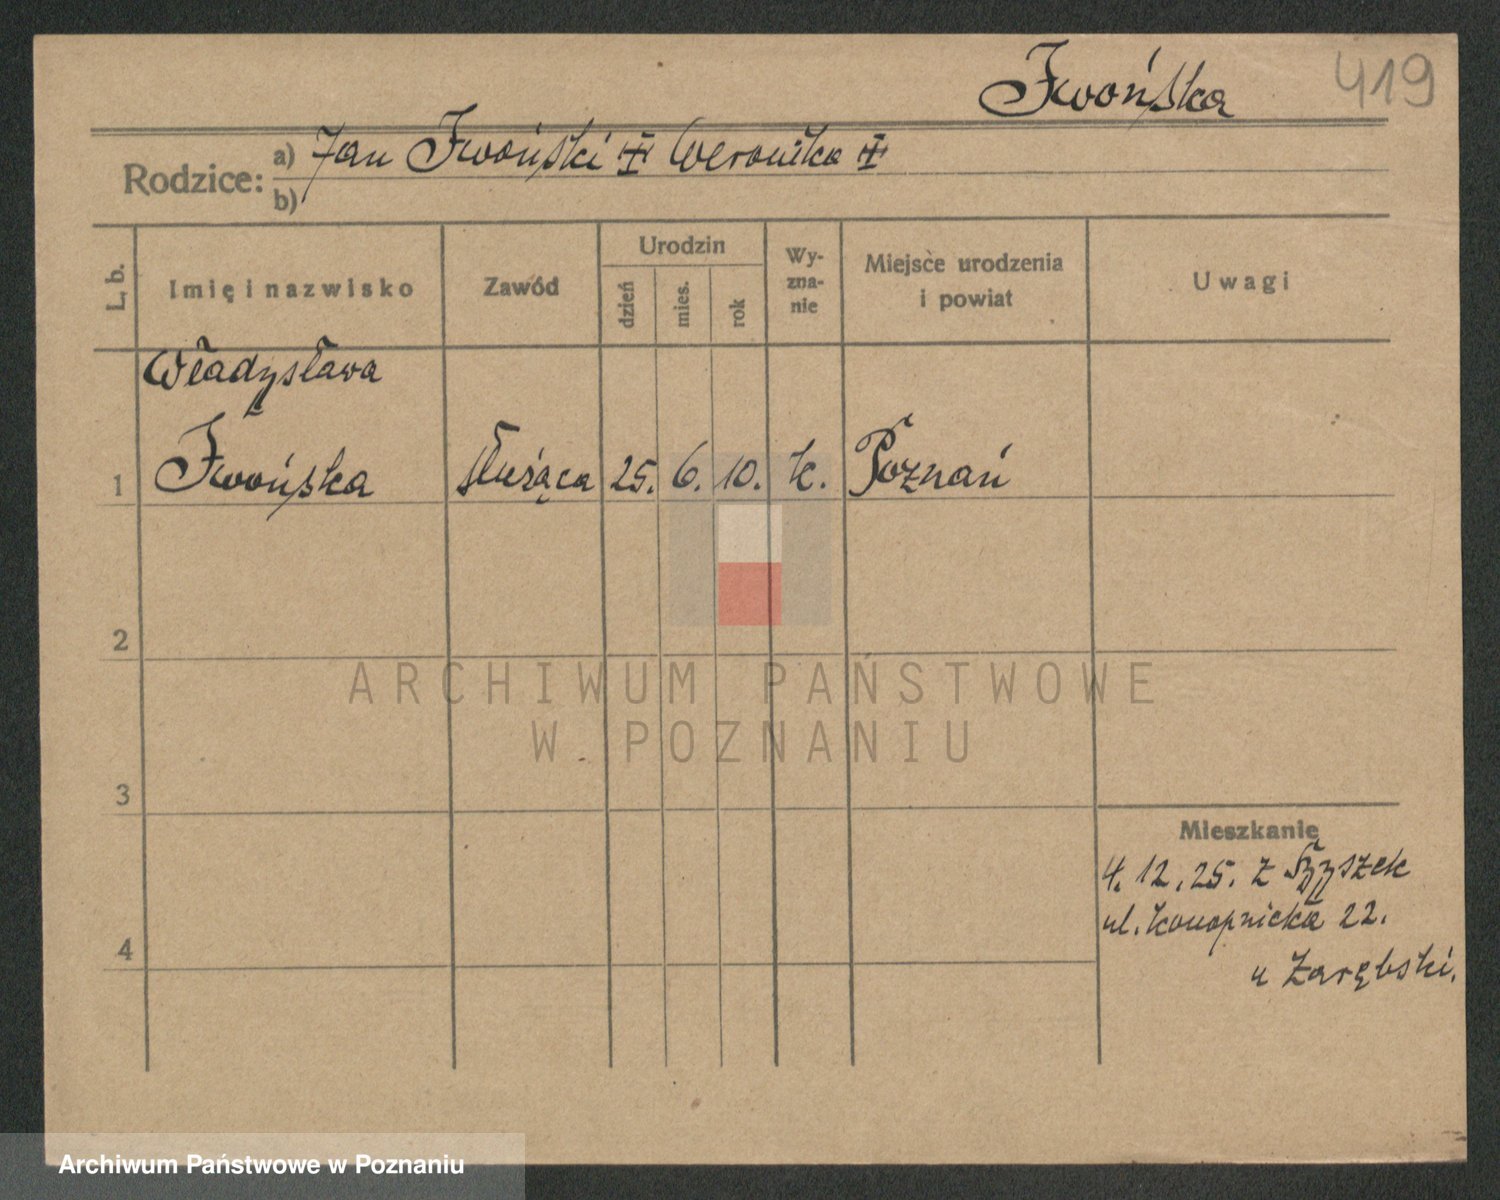 Iwońska 419
Rodzice: a) Jan Iwoński Weronika
b)
L. b. Imię i nazwisko Zawód Urodzin dzień mies. rok Wy-zna-nie Miejsce urodzenia i powiat Uwagi
Władysława
1 Iwońska służąca 25. 6. 10. k. Poznań
2
ARCHIWUM PAŃSTWOWE
W POZNANIU
3
Mieszkanie
4. 12. 25. z
ul. Konopnicka 22.
4
u Zarębski.
Archiwum Państwowe w Poznaniu